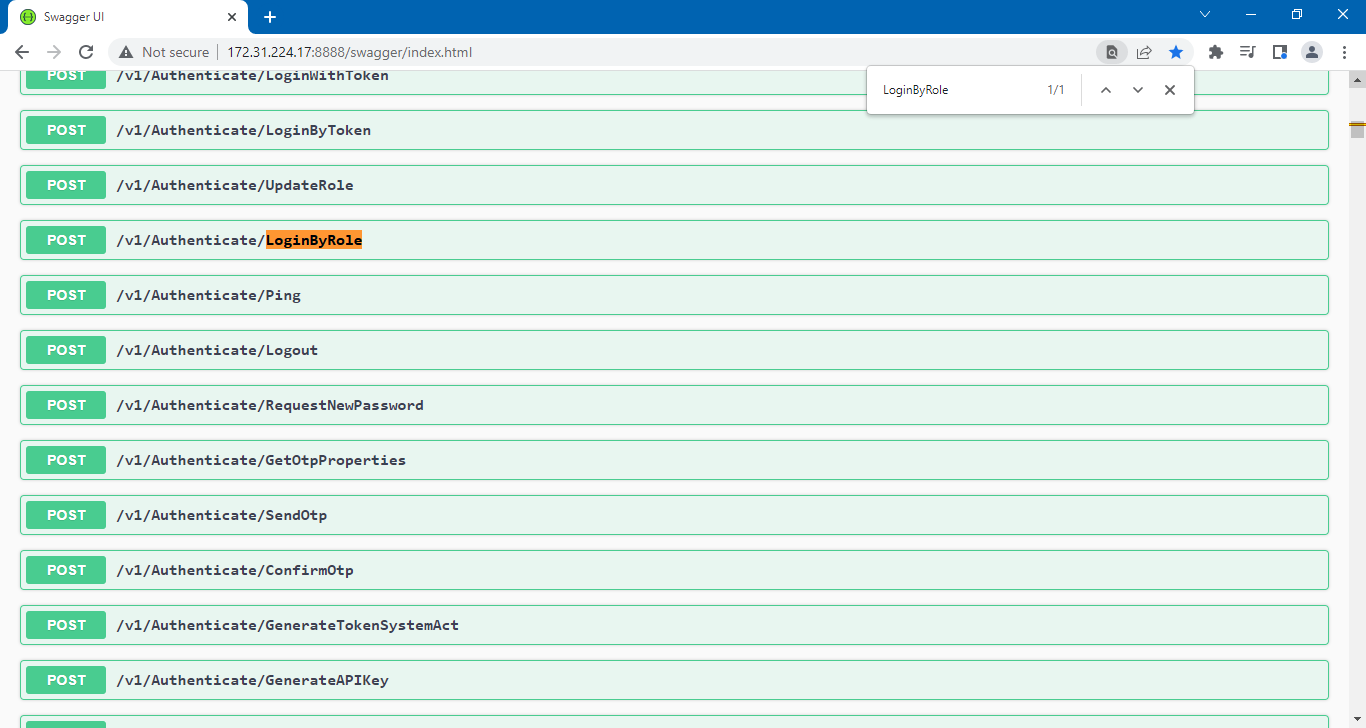 Swagger UI
Not secure 172.31.224.17:8888/swagger/index.html
LoginByRole 1/1
POST /v1/Authenticate/LoginWithToken
POST /v1/Authenticate/LoginByToken
POST /v1/Authenticate/UpdateRole
POST /v1/Authenticate/LoginByRole
POST /v1/Authenticate/Ping
POST /v1/Authenticate/Logout
POST /v1/Authenticate/RequestNewPassword
POST /v1/Authenticate/GetOtpProperties
POST /v1/Authenticate/SendOtp
POST /v1/Authenticate/ConfirmOtp
POST /v1/Authenticate/GenerateTokenSystemAct
POST /v1/Authenticate/GenerateAPIKey